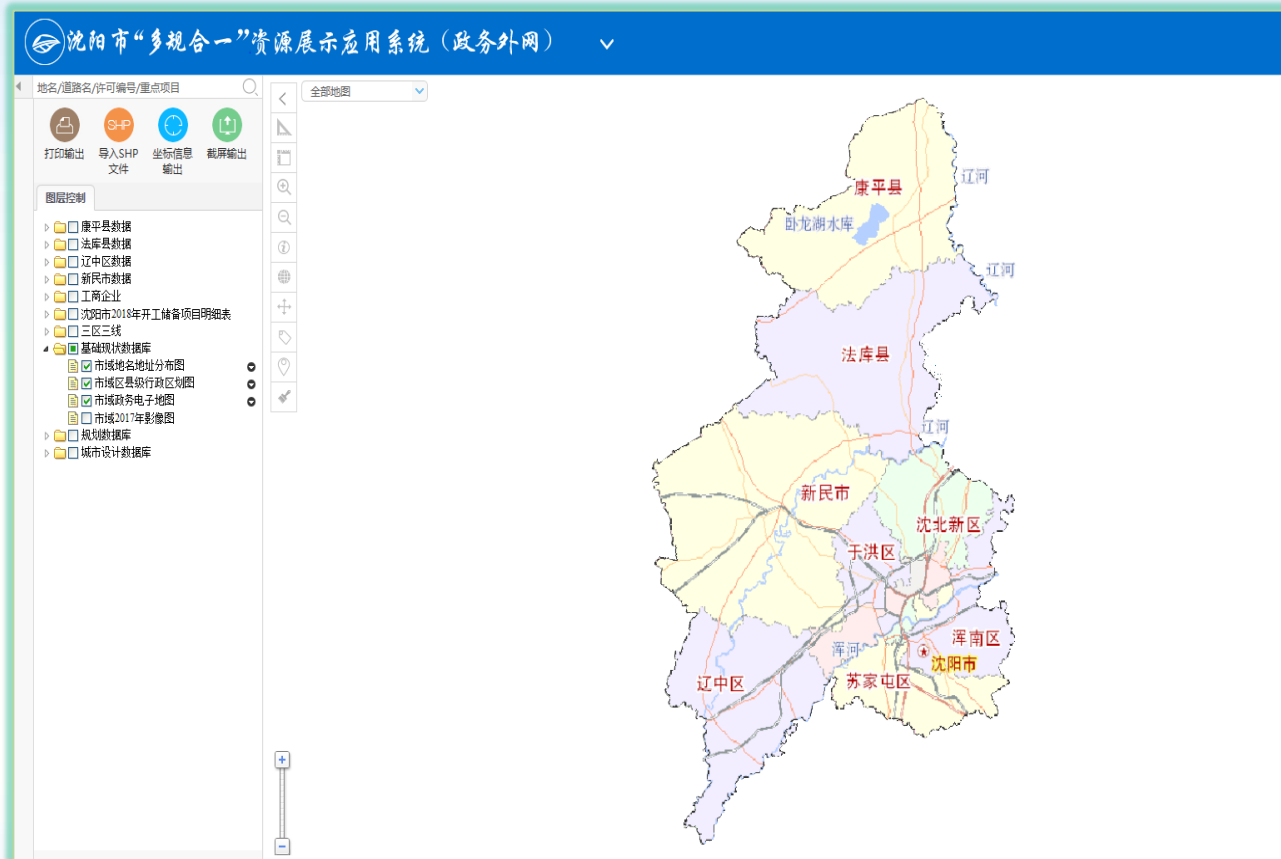 沈阳市“多规合一”资源展示应用系统（政务外网）
地名/道路名/许可编号/重点项目
全部地图
打印输出
SHP
导入SHP
文件
坐标信息
输出
截屏输出
图层控制
康平县数据
法库县数据
辽中区数据
新民市数据
工商企业
沈阳市2018年开工储备项目明细表
三区三线
基础现状数据库
市域地名地址分布图
市域区县级行政区划图
市域政务电子地图
市域2017年影像图
规划数据库
城市设计数据库
康平县
辽河
卧龙湖水库
辽河
法库县
辽河
新民市
沈北新区
于洪区
浑南区
浑河
沈阳市
辽中区
苏家屯区